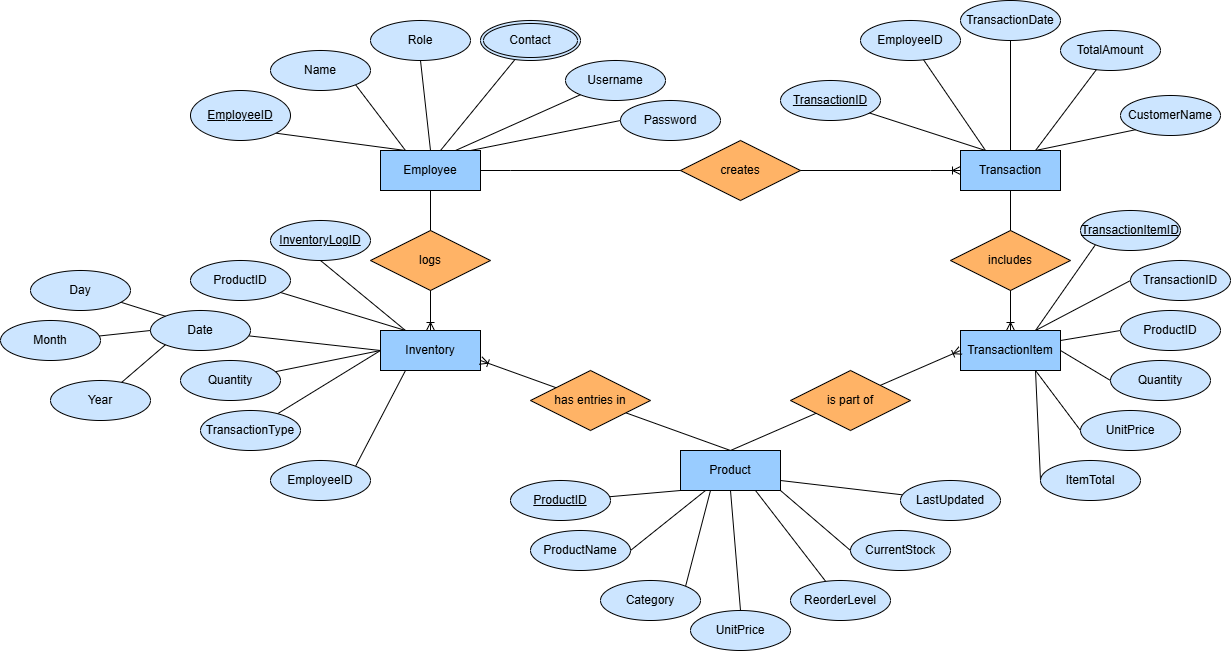 TransactionDate
Role
Contact
EmployeeID
TotalAmount
Name
Username
TransactionID
EmployeeID
Password
CustomerName
Employee
creates
Transaction
TransactionItemID
InventoryLogID
logs
includes
ProductID
TransactionID
Day
Date
ProductID
Month
Inventory
TransactionItem
Quantity
Quantity
Year
has entries in
is part of
TransactionType
UnitPrice
Product
EmployeeID
ItemTotal
ProductID
LastUpdated
ProductName
CurrentStock
Category
ReorderLevel
UnitPrice